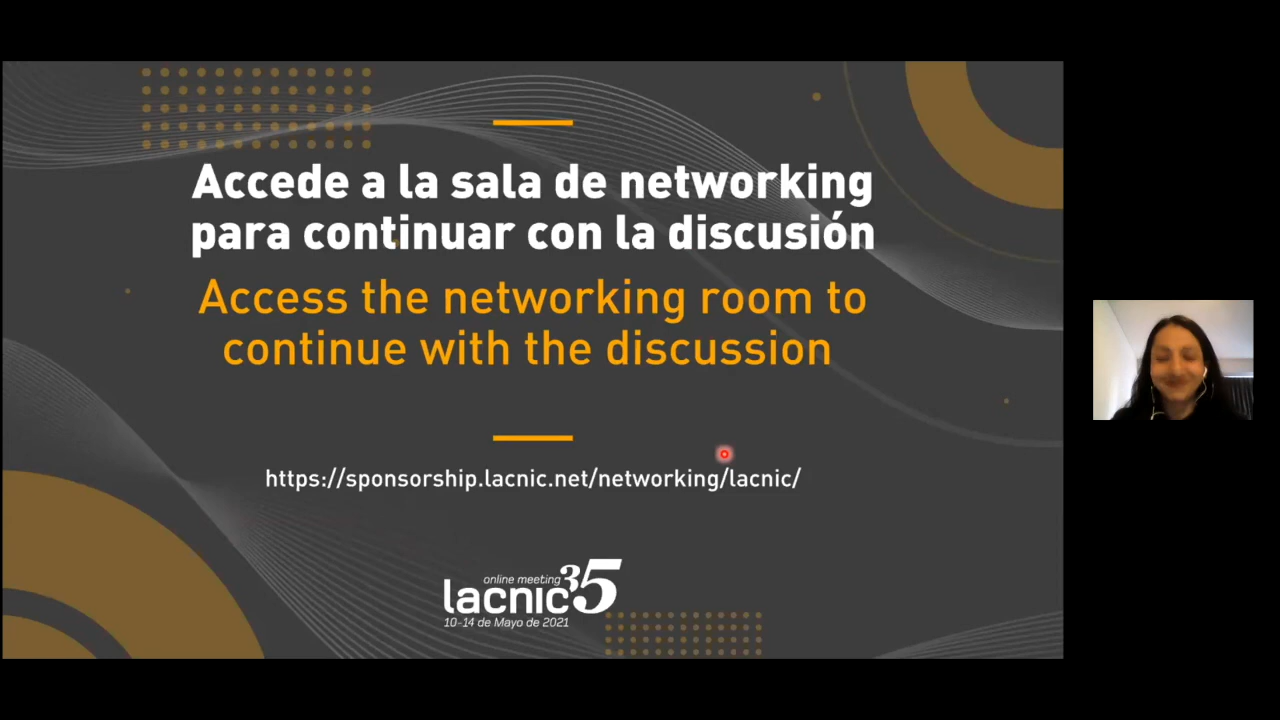 Accede a la sala de networking
para continuar con la discusión
Access the networking room to
continue with the discussion
https://sponsorship.lacnic.net/networking/lacnic/
online meeting
lacnic 35
10-14 de Mayo de 2021